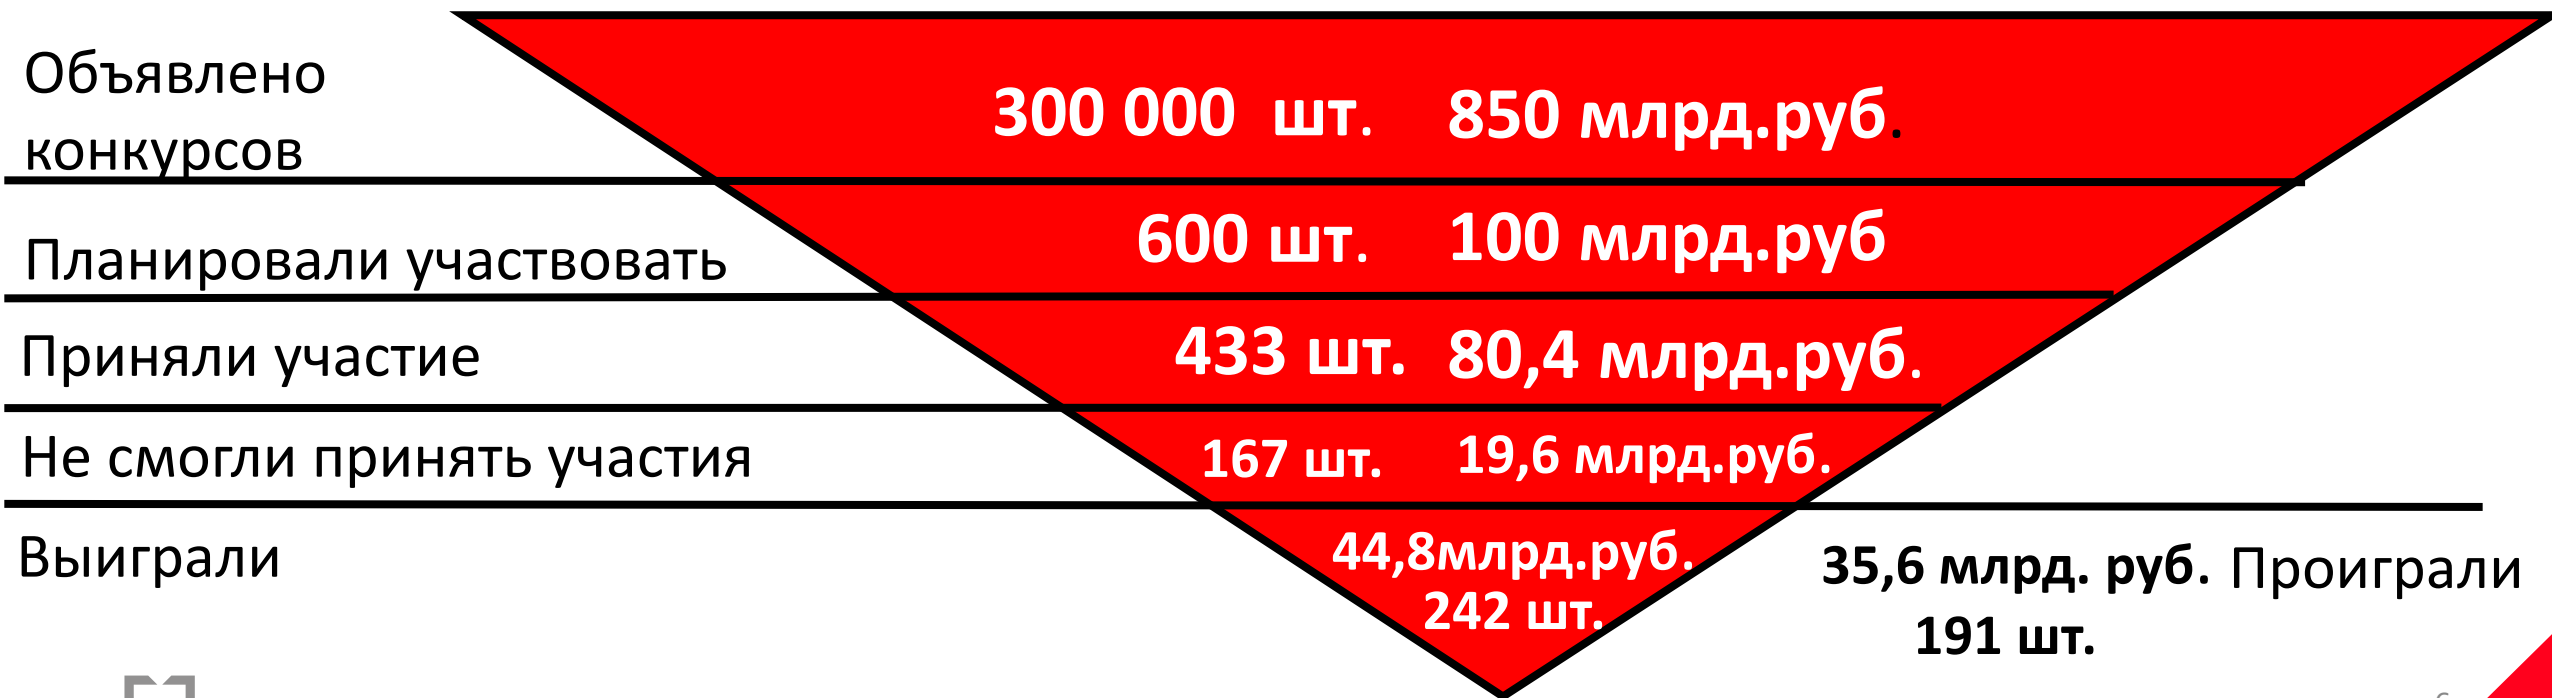 Объявлено
конкурсов
300 000 шт. 850 млрд.руб.
Планировали участвовать
600 шт. 100 млрд.руб
Приняли участие
433 шт. 80,4 млрд.руб.
Не смогли принять участия
167 шт. 19,6 млрд.руб.
Выиграли
44,8млрд.руб.
242 шт.
35,6 млрд. руб. Проиграли
191 шт.